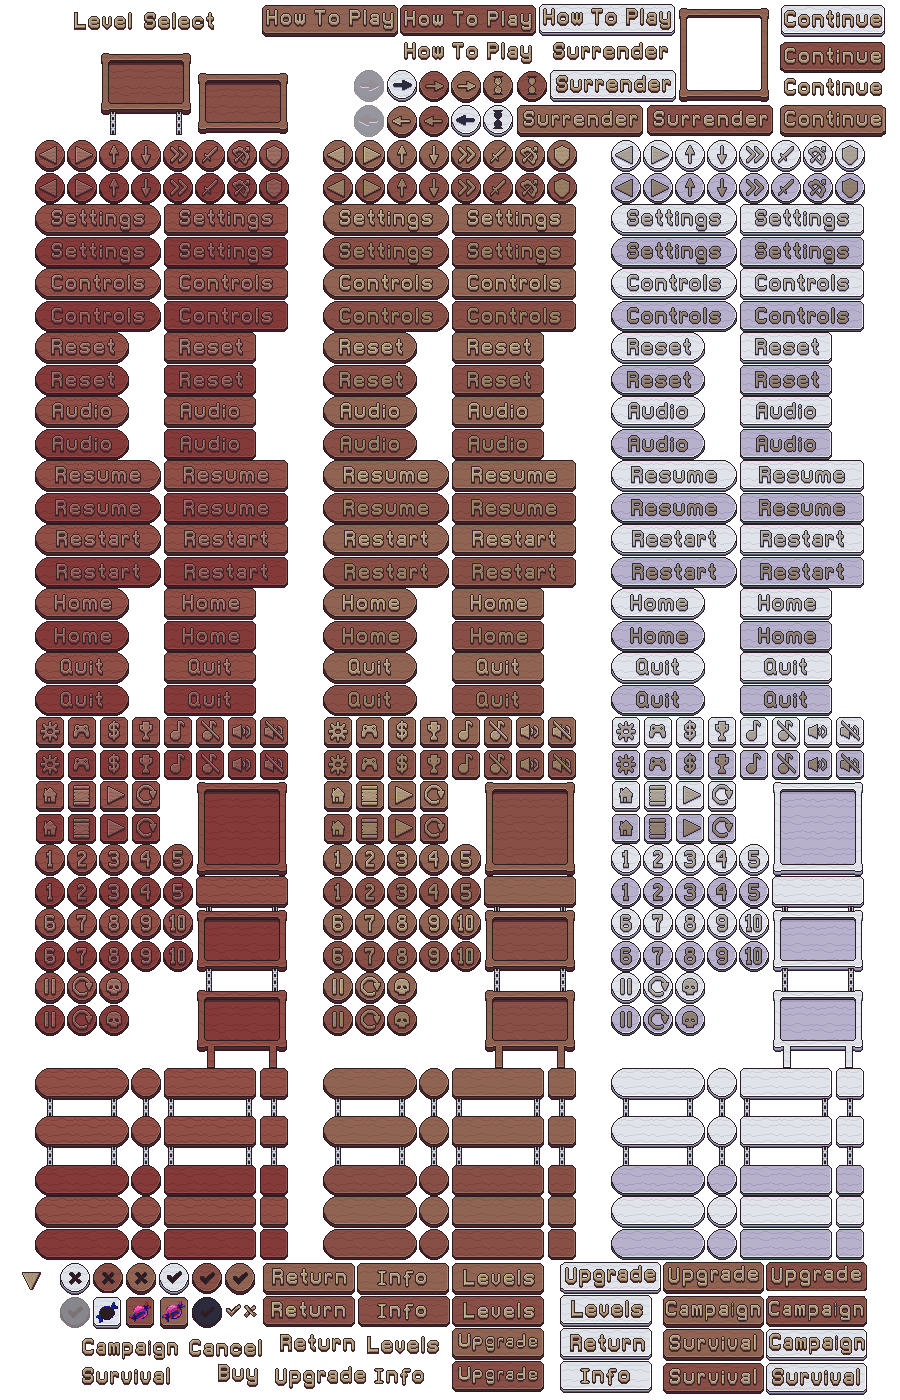 Level Select How To Play How To Play How To Play Continue
How To Play Surrender Continue
Surrender Continue
Surrender Surrender Continue
Settings Settings Settings Settings Settings Settings
Settings Settings Settings Settings Settings Settings
Controls Controls Controls Controls Controls Controls
Controls Controls Controls Controls Controls Controls
Reset Reset Reset Reset Reset Reset
Reset Reset Reset Reset Reset Reset
Audio Audio Audio Audio Audio Audio
Audio Audio Audio Audio Audio Audio
Resume Resume Resume Resume Resume Resume
Resume Resume Resume Resume Resume Resume
Restart Restart Restart Restart Restart Restart
Restart Restart Restart Restart Restart Restart
Home Home Home Home Home Home
Home Home Home Home Home Home
Quit Quit Quit Quit Quit Quit
Quit Quit Quit Quit Quit Quit
$ $ $
$ $ $
1 2 3 4 5 1 2 3 4 5 1 2 3 4 5
1 2 3 4 5 1 2 3 4 5 1 2 3 4 5
6 7 8 9 10 6 7 8 9 10 6 7 8 9 10
6 7 8 9 10 6 7 8 9 10 6 7 8 9 10
Return Info Levels Upgrade Upgrade Upgrade
Return Info Levels Levels Campaign Campaign
Campaign Cancel Return Levels Upgrade Return Survival Campaign
Survival Buy Upgrade Info Upgrade Info Survival Survival